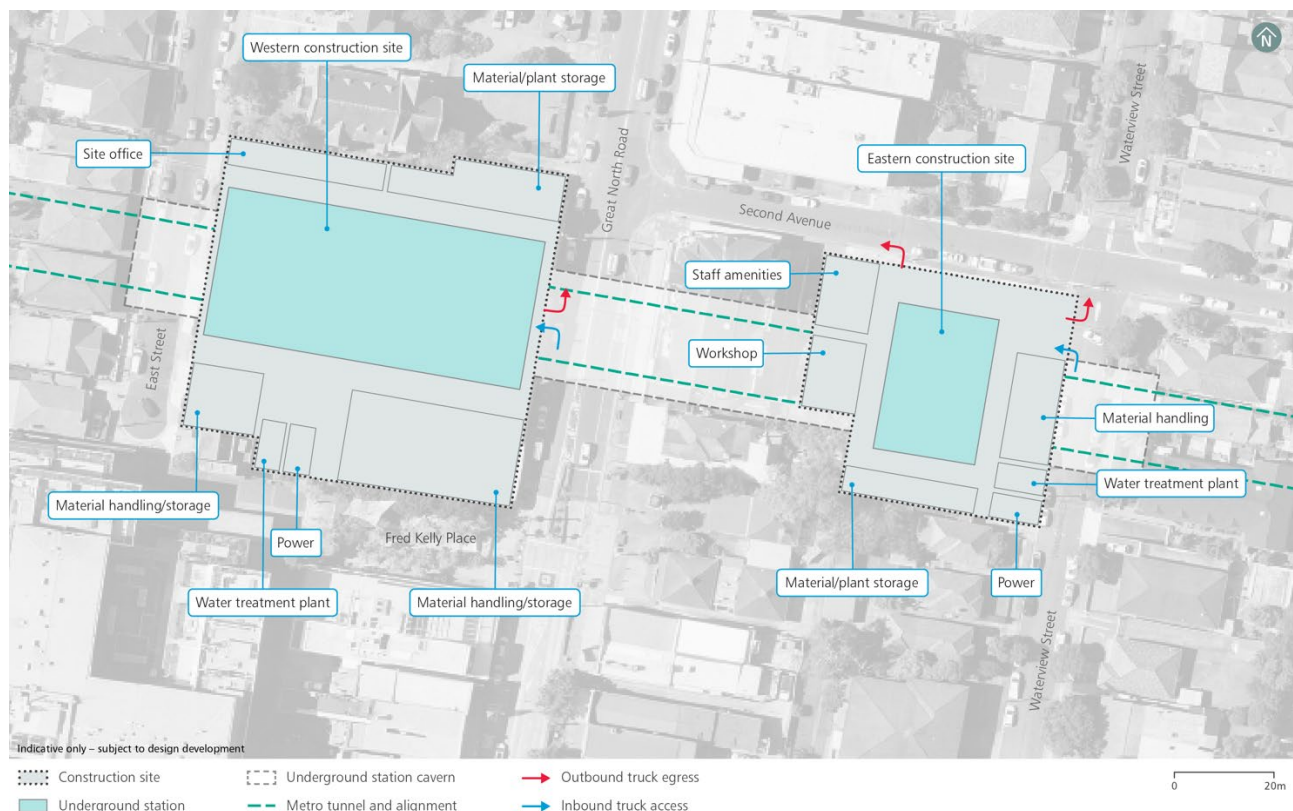 N
Western construction site
Material/plant storage
Site office
Great North Road
Eastern construction site
Waterview Street
Second Avenue
Staff amenities
Workshop
East Street
Material handling
Material handling/storage
Water treatment plant
Power
Fred Kelly Place
Water treatment plant
Material handling/storage
Material/plant storage
Power
Waterview Street
Indicative only – subject to design development
Construction site
Underground station cavern
Outbound truck egress
0 20m
Underground station
Metro tunnel and alignment
Inbound truck access